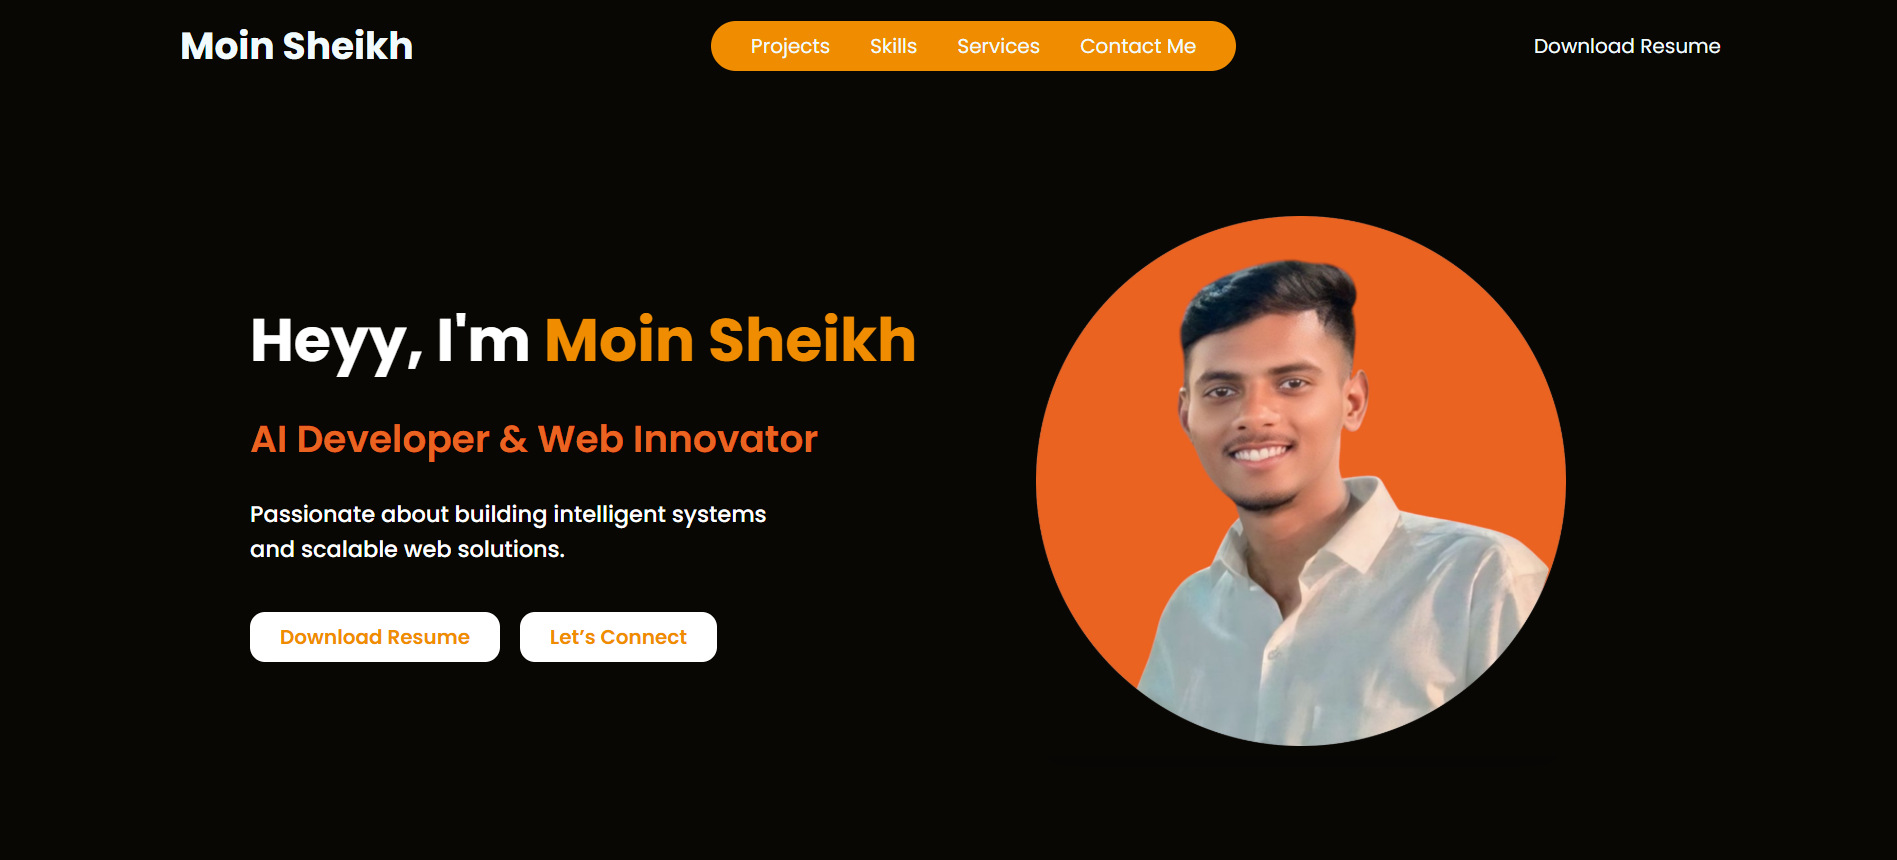 Moin Sheikh
Projects Skills Services Contact Me
Download Resume
Heyy, I'm Moin Sheikh
AI Developer & Web Innovator
Passionate about building intelligent systems
and scalable web solutions.
Download Resume
Let’s Connect